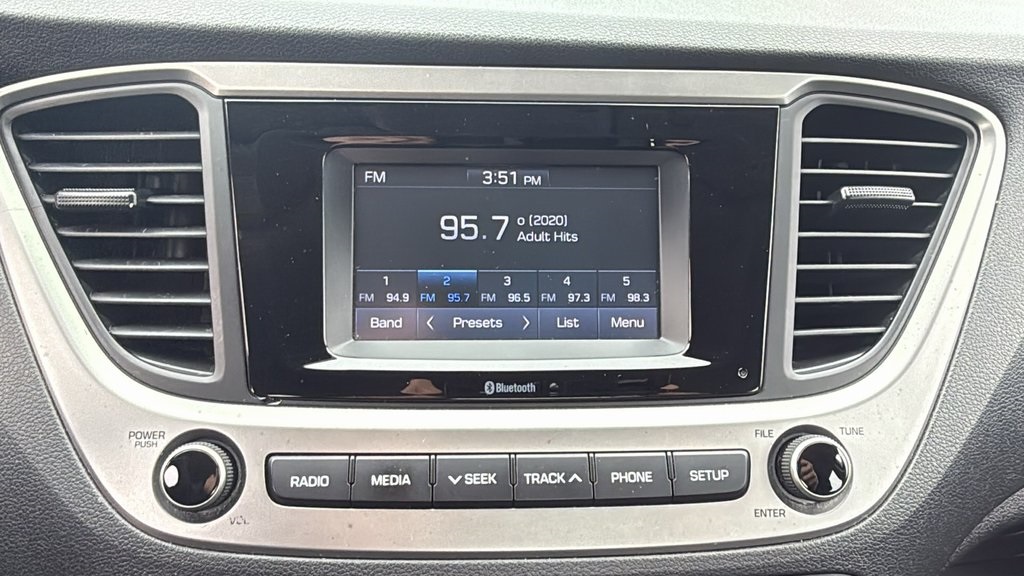 FM 3:51 PM
95.7 o (2020)
Adult Hits
1 2 3 4 5
FM 94.9 FM 95.7 FM 96.5 FM 97.3 FM 98.3
Band < Presets > List Menu
Bluetooth
POWER
PUSH
VOL
RADIO MEDIA SEEK TRACK PHONE SETUP
FILE TUNE
ENTER